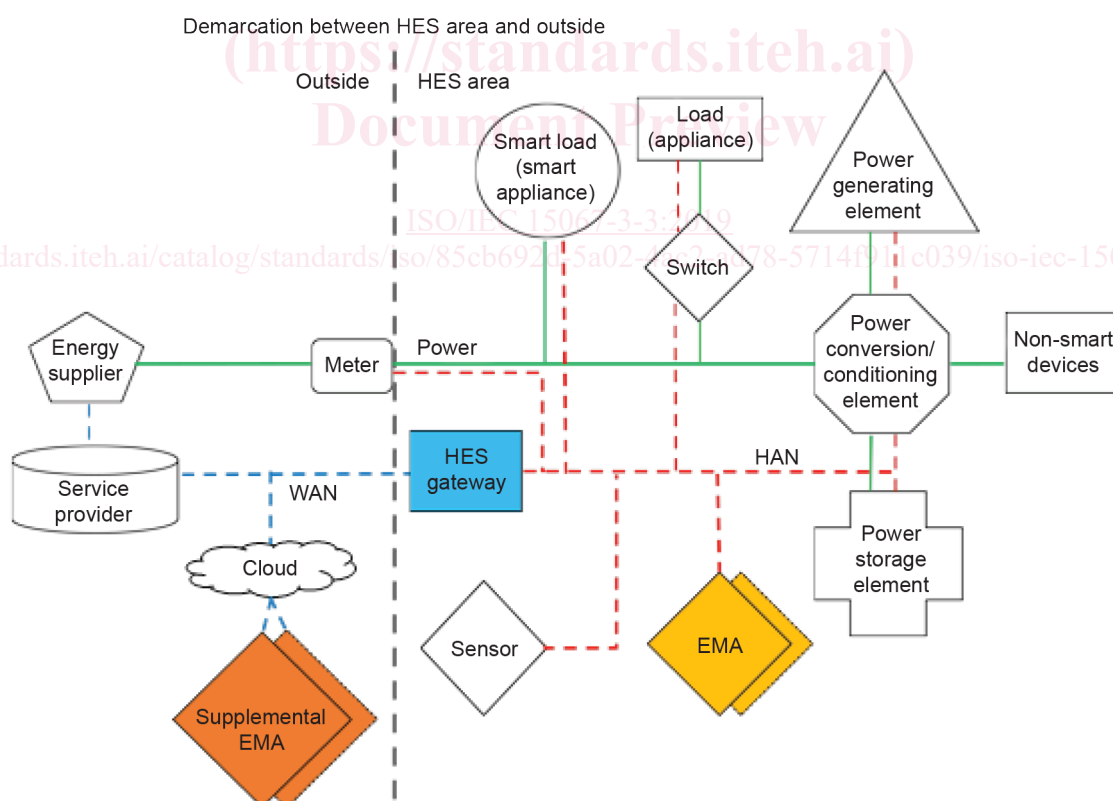 Demarcation between HES area and outside
(https://standards.iteh.ai)
Outside
HES area
Document Preview
Smart load
(smart
appliance)
Load
(appliance)
Power
generating
element
ISO/IEC 15067-3-3:2019
Switch
Energy
supplier
Meter
Power
Power
conversion/
conditioning
element
Non-smart
devices
HES
gateway
HAN
Service
provider
WAN
Power
storage
element
Cloud
Sensor
EMA
Supplemental
EMA